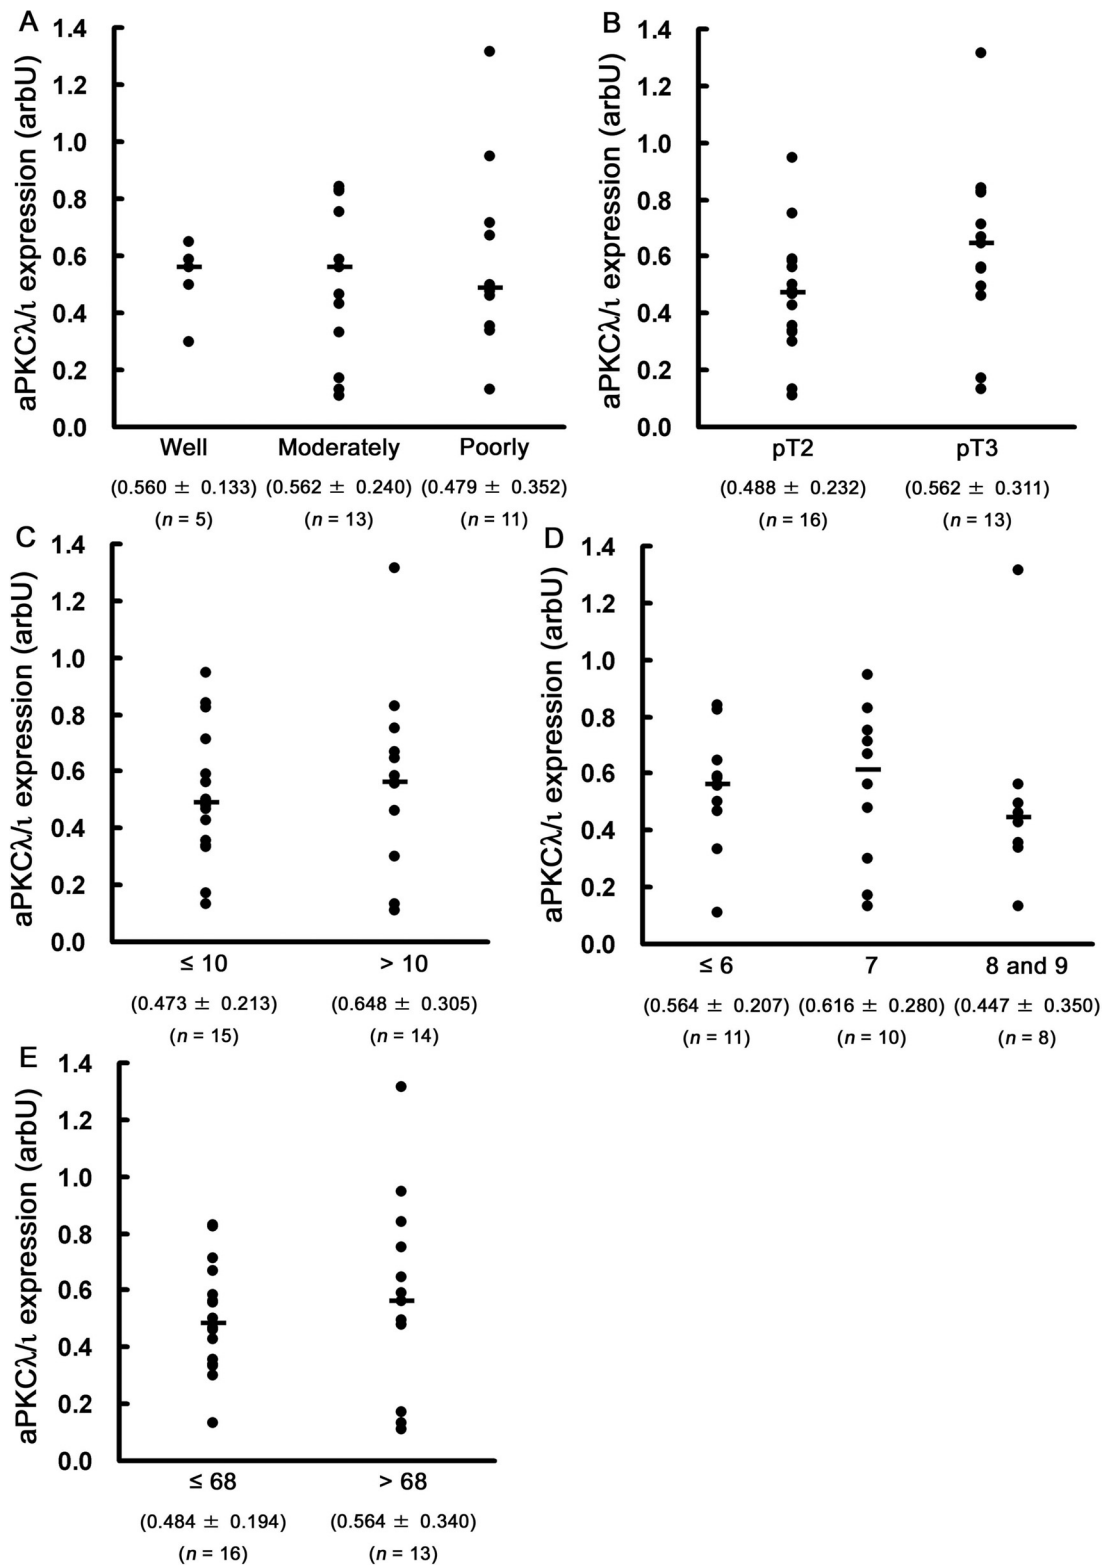 A
aPKCλ/ι expression (arbU)
1.4
1.2
1.0
0.8
0.6
0.4
0.2
0.0
Well Moderately Poorly
(0.560 ± 0.133) (0.562 ± 0.240) (0.479 ± 0.352)
(n = 5) (n = 13) (n = 11)
B
aPKCλ/ι expression (arbU)
1.4
1.2
1.0
0.8
0.6
0.4
0.2
0.0
pT2 pT3
(0.488 ± 0.232) (0.562 ± 0.311)
(n = 16) (n = 13)
C
aPKCλ/ι expression (arbU)
1.4
1.2
1.0
0.8
0.6
0.4
0.2
0.0
≤ 10 > 10
(0.473 ± 0.213) (0.648 ± 0.305)
(n = 15) (n = 14)
D
aPKCλ/ι expression (arbU)
1.4
1.2
1.0
0.8
0.6
0.4
0.2
0.0
≤ 6 7 8 and 9
(0.564 ± 0.207) (0.616 ± 0.280) (0.447 ± 0.350)
(n = 11) (n = 10) (n = 8)
E
aPKCλ/ι expression (arbU)
1.4
1.2
1.0
0.8
0.6
0.4
0.2
0.0
≤ 68 > 68
(0.484 ± 0.194) (0.564 ± 0.340)
(n = 16) (n = 13)